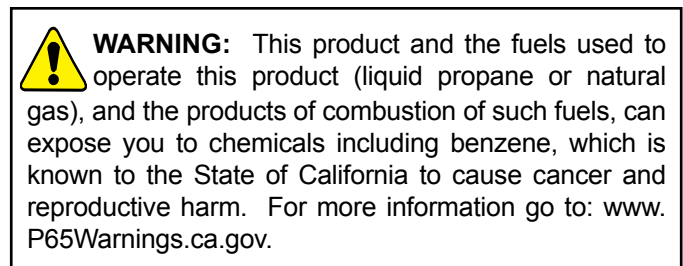 WARNING: This product and the fuels used to
operate this product (liquid propane or natural
gas), and the products of combustion of such fuels, can
expose you to chemicals including benzene, which is
known to the State of California to cause cancer and
reproductive harm. For more information go to: www.
P65Warnings.ca.gov.